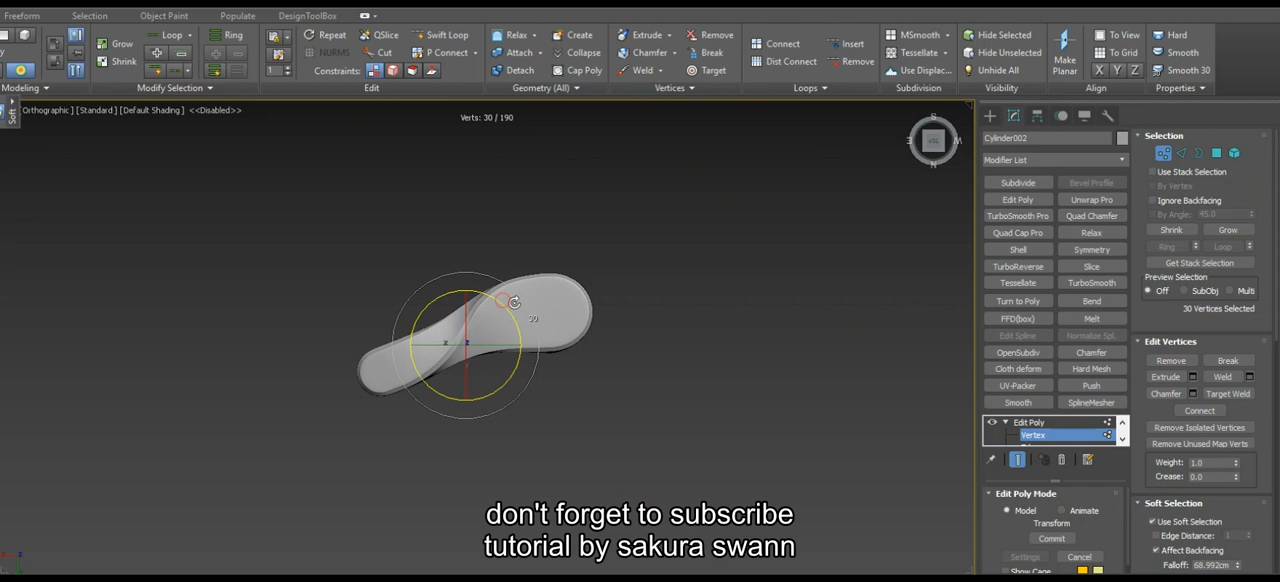 Freeform Selection Object Paint Populate DesignToolBox
Grow Loop Ring Repeat QSlice Swift Loop Relax Create Extrude Remove Connect Insert MSmooth Hide Selected To View Hard
Shrink NURMS Cut P Connect Attach Collapse Chamfer Break Dist Connect Remove Tessellate Hide Unselected To Grid Smooth
1 Constraints: Detach Cap Poly Weld Target Use Displac... Unhide All Make Planar X Y Z Smooth 30
Modeling Modify Selection Edit Geometry (All) Vertices Loops Subdivision Visibility Align Properties
Soft
Orthographic ] [Standard ] [Default Shading ] <<Disabled>>
Verts: 30 / 190
S
E W
N
30
x z
Cylinder002
Modifier List
Subdivide Bevel Profile
Edit Poly Unwrap Pro
TurboSmooth Pro Quad Chamfer
Quad Cap Pro Relax
Shell Symmetry
TurboReverse Slice
Tessellate TurboSmooth
Turn to Poly Bend
FFD(box) Melt
Edit Spline Normalize Spl.
OpenSubdiv Chamfer
Cloth deform Hard Mesh
UV-Packer Push
Smooth SplineMesher
Edit Poly
Vertex
Edit Poly Mode
Model Animate
Transform
Commit
Settings Cancel
Show Cage
Selection
Use Stack Selection
By Vertex
Ignore Backfacing
By Angle: 45.0
Shrink Grow
Ring Loop
Get Stack Selection
Preview Selection
Off SubObj Multi
30 Vertices Selected
Edit Vertices
Remove Break
Extrude Weld
Chamfer Target Weld
Connect
Remove Isolated Vertices
Remove Unused Map Verts
Weight: 1.0
Crease: 0.0
Soft Selection
Use Soft Selection
Edge Distance: 1
Affect Backfacing
Falloff: 68.992cm
don't forget to subscribe
tutorial by sakura swann